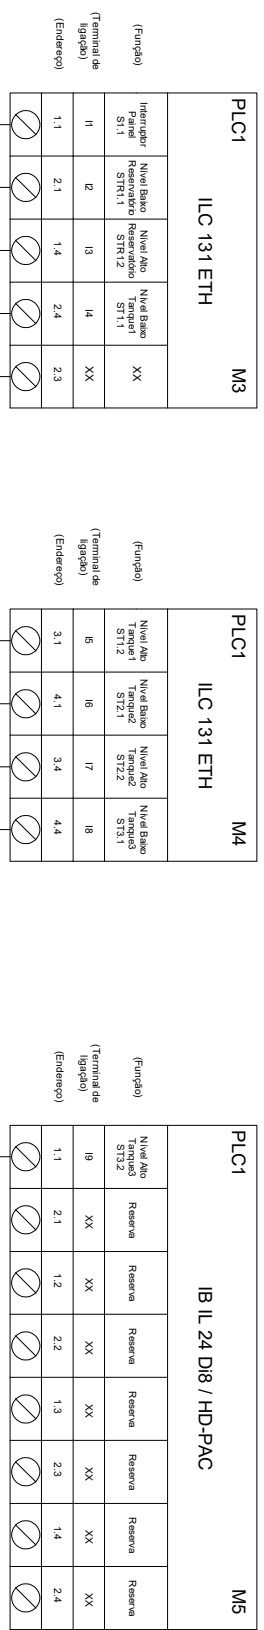 PLC1
ILC 131 ETH
M3
(Função)
Interruptor
Painel
S1.1
Nível Baixo
Reservatório
STR1.1
Nível Alto
Reservatório
STR1.2
Nível Baixo
Tanque1
ST1.1
XX
(Terminal de
ligação)
I1
I2
I3
I4
XX
(Endereço)
1.1
2.1
1.4
2.4
2.3
PLC1
ILC 131 ETH
M4
(Função)
Nível Alto
Tanque1
ST1.2
Nível Baixo
Tanque2
ST2.1
Nível Alto
Tanque2
ST2.2
Nível Baixo
Tanque3
ST3.1
(Terminal de
ligação)
I5
I6
I7
I8
(Endereço)
3.1
4.1
3.4
4.4
PLC1
IB IL 24 Di8 / HD-PAC
M5
(Função)
Nível Alto
Tanque3
ST3.2
Reserva
Reserva
Reserva
Reserva
Reserva
Reserva
Reserva
(Terminal de
ligação)
I9
XX
XX
XX
XX
XX
XX
XX
(Endereço)
1.1
2.1
1.2
2.2
1.3
2.3
1.4
2.4